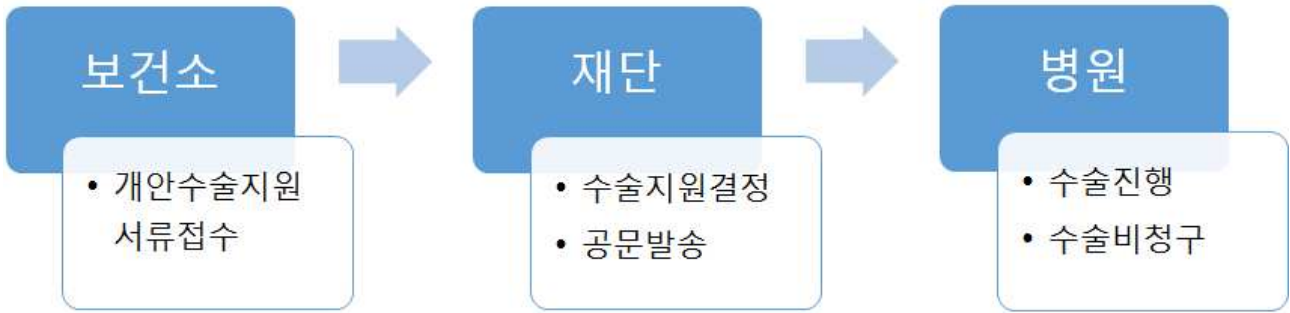 보건소
• 개안수술지원
서류접수
재단
• 수술지원결정
• 공문발송
병원
• 수술진행
• 수술비청구